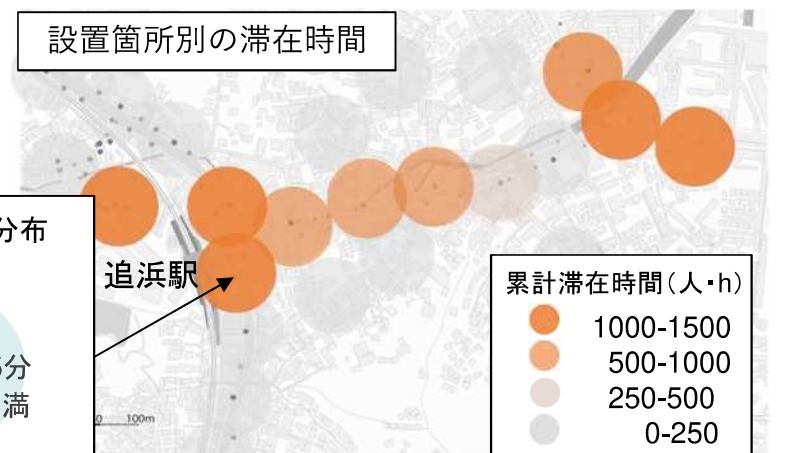 設置箇所別の滞在時間
分布
追浜駅
分
満
0 100m
累計滞在時間(人・h)
1000-1500
500-1000
250-500
0-250